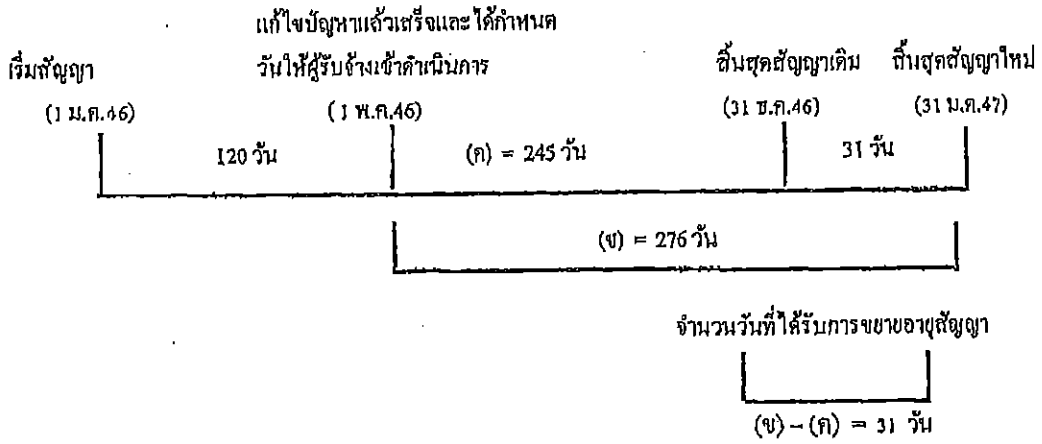 แก้ไขปัญหาแล้วเสร็จและได้กำหนด
เริ่มสัญญา วันให้ผู้รับจ้างเข้าดำเนินการ สิ้นสุดสัญญาเดิม สิ้นสุดสัญญาใหม่
(1 ม.ค.46) (1 พ.ค.46) (31 ธ.ค.46) (31 ม.ค.47)
120 วัน (ค) = 245 วัน 31 วัน
(ข) = 276 วัน
จำนวนวันที่ได้รับการขยายอายุสัญญา
(ข) – (ค) = 31 วัน